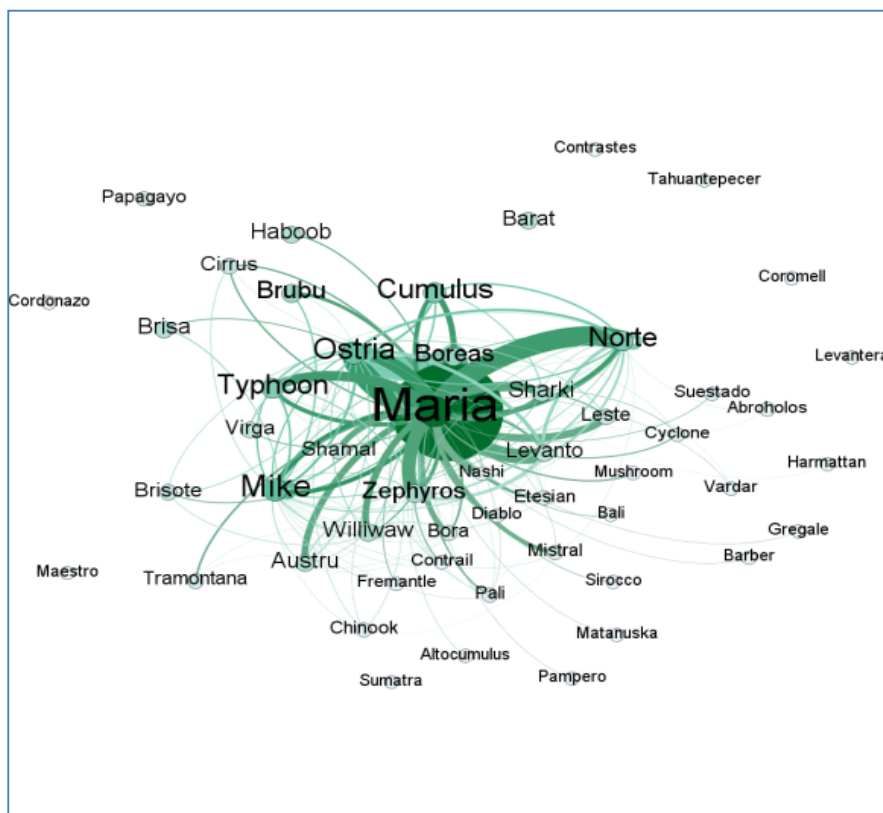 Contrastes
Tahuantepecer
Papagayo
Barat
Haboob
Cirrus
Coromell
Brubu
Cumulus
Cordonazo
Brisa
Norte
Ostria
Boreas
Levantera
Typhoon
Sharki
Suestado
Maria
Abroholos
Leste
Virga
Cyclone
Shamal
Levanto
Harmattan
Nashi
Mushroom
Vardar
Mike
Brisote
Zephyros
Etesian
Diablo
Bali
Gregale
Williwaw
Bora
Mistral
Barber
Austru
Contrail
Maestro
Tramontana
Fremantle
Sirocco
Pali
Chinook
Matanuska
Altocumulus
Sumatra
Pampero